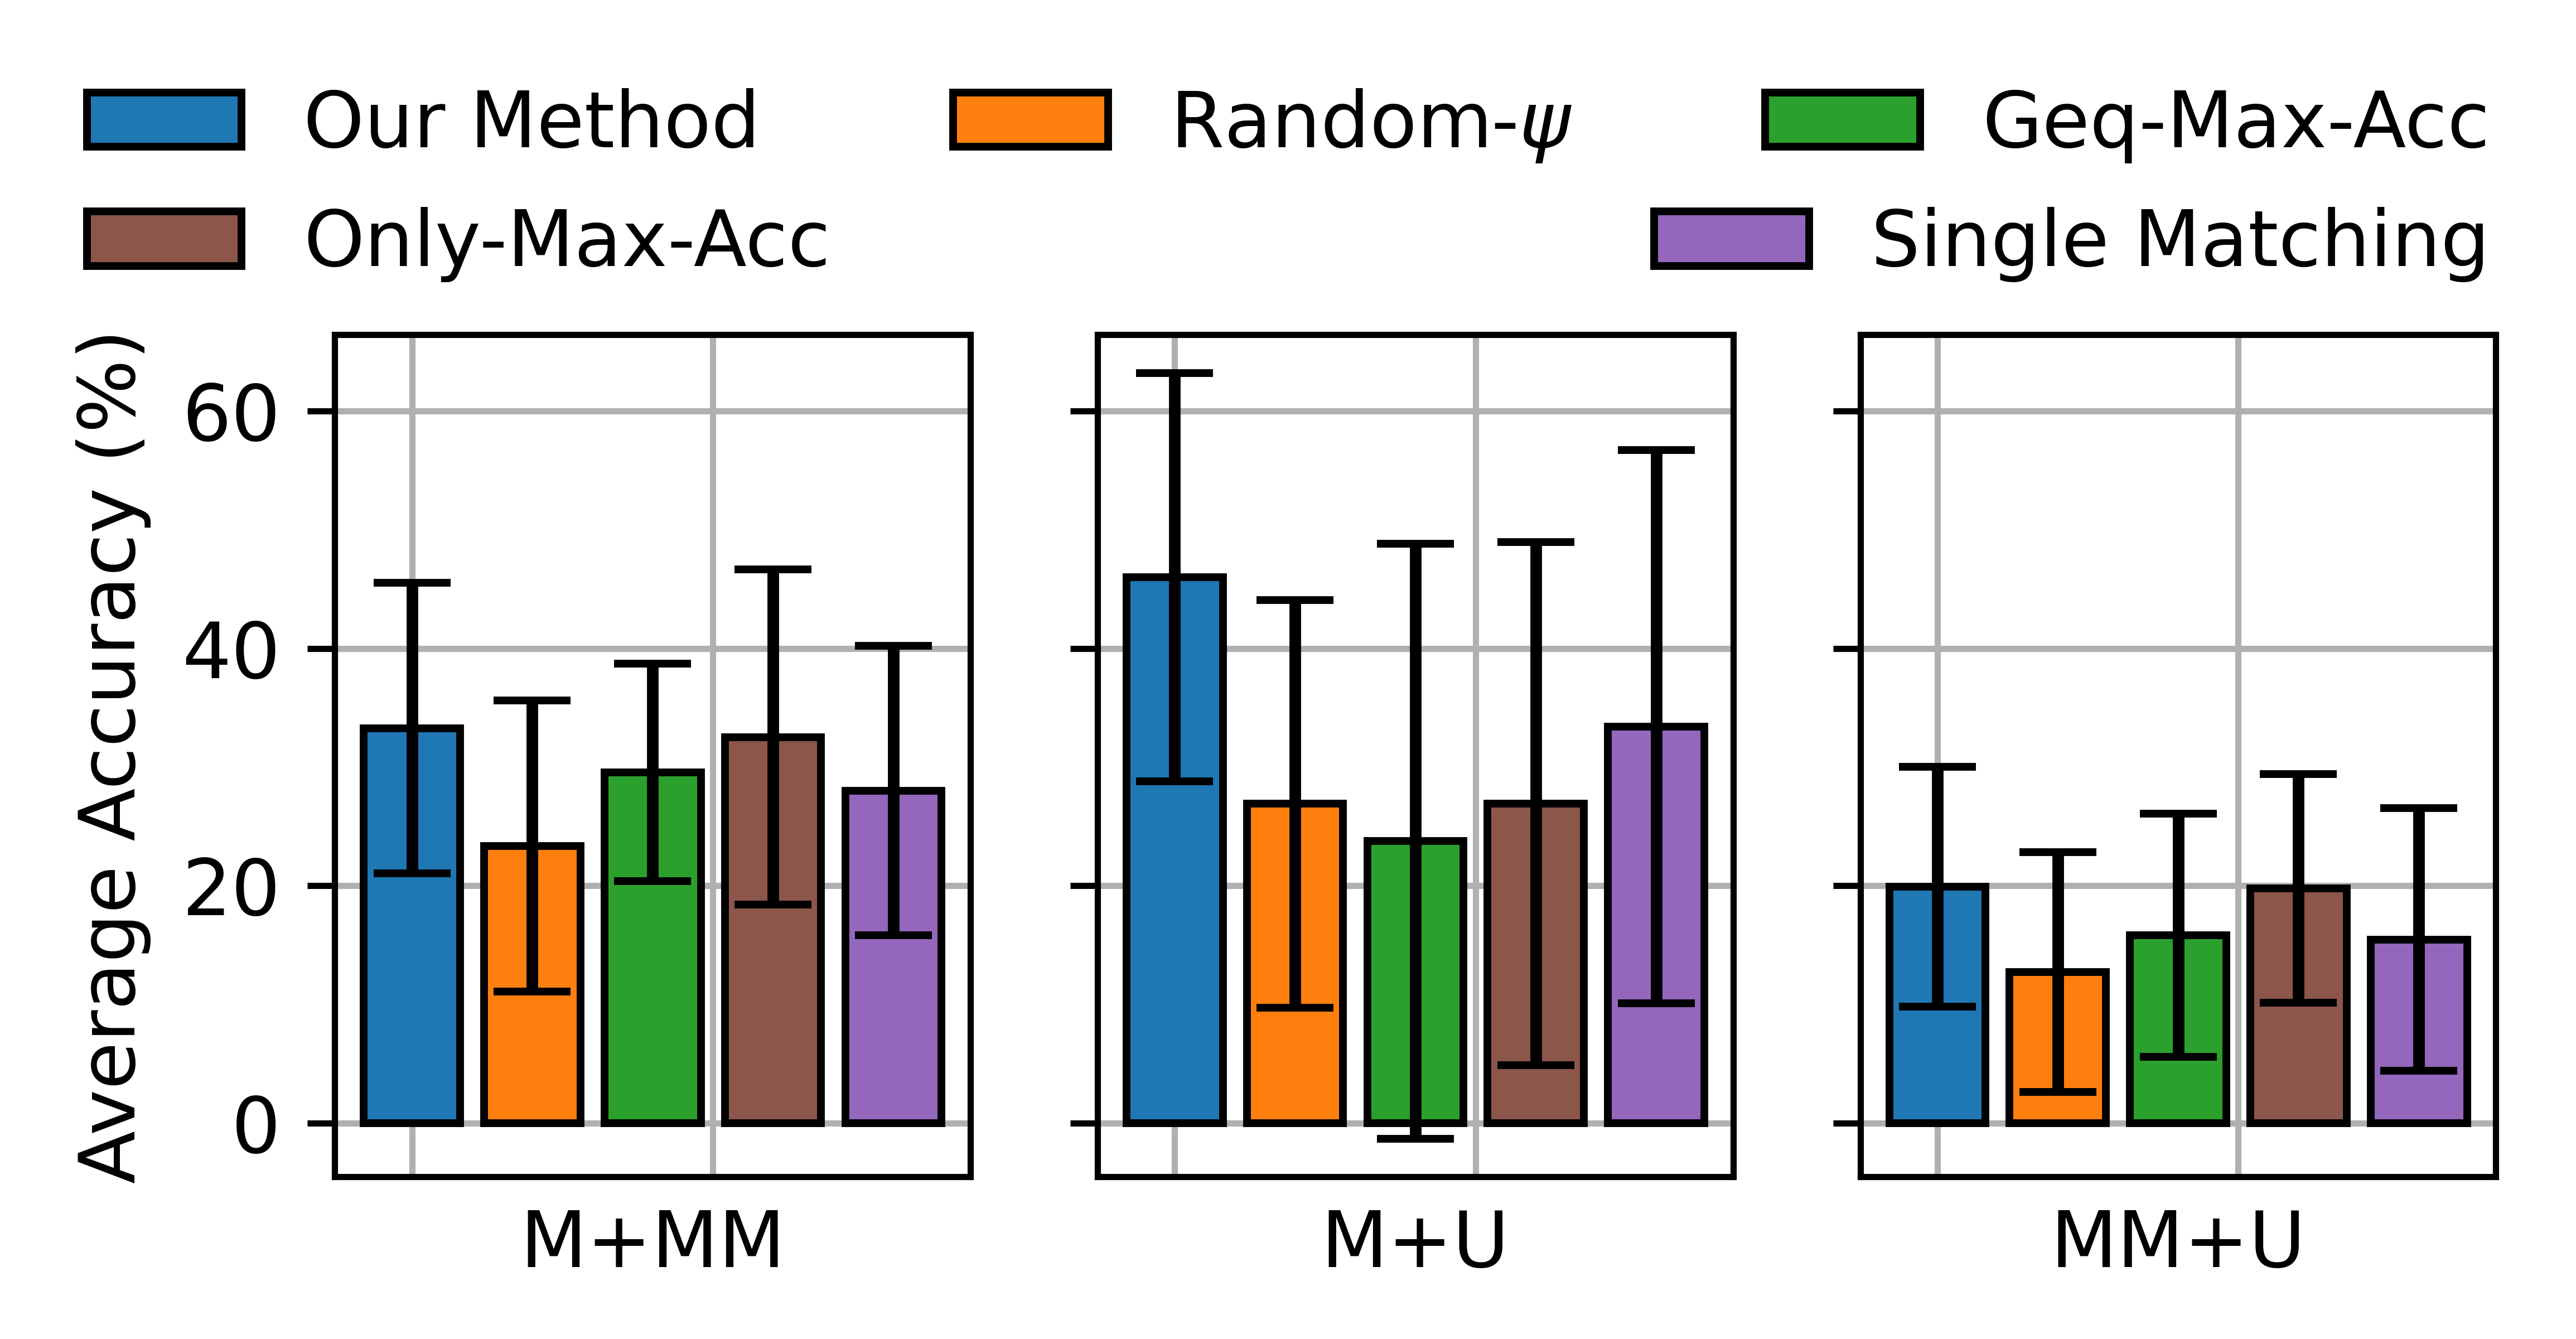 Our Method Random-ψ Geq-Max-Acc
Only-Max-Acc Single Matching
Average Accuracy (%)
60
40
20
0
M+MM M+U MM+U